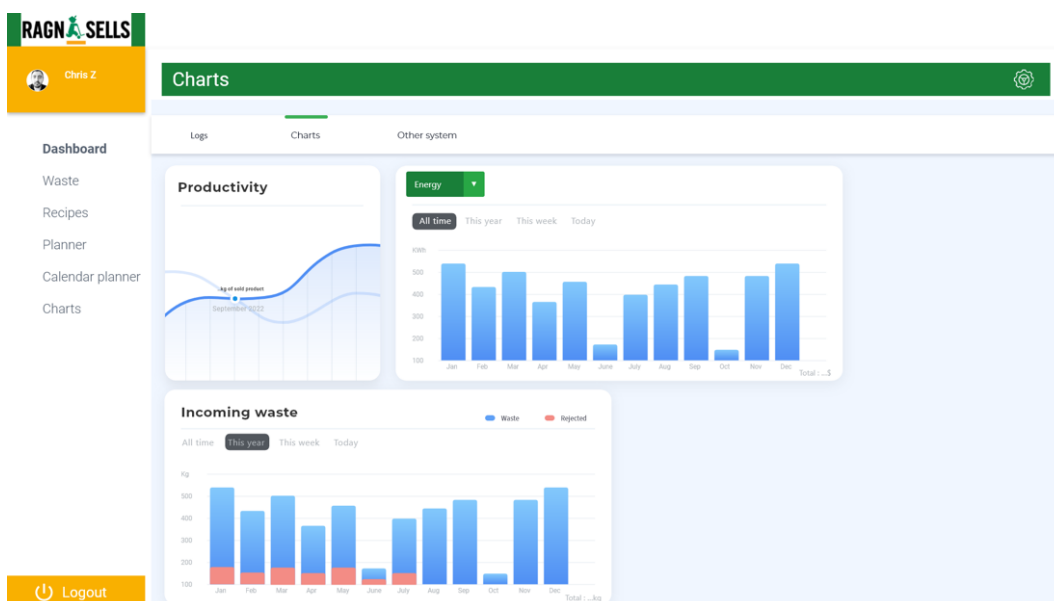 RAGN SELLS
Chris Z
Charts
Logs Charts Other system
Dashboard
Waste
Recipes
Planner
Calendar planner
Charts
Logout
Productivity
..kg of sold product
September 2022
Energy
All time This year This week Today
KWh
500
400
300
200
100
Jan Feb Mar Apr May June July Aug Sep Oct Nov Dec
Total : ...$
Incoming waste
Waste Rejected
All time This year This week Today
Kg
500
400
300
200
100
Jan Feb Mar Apr May June July Aug Sep Oct Nov Dec
Total : ..kg